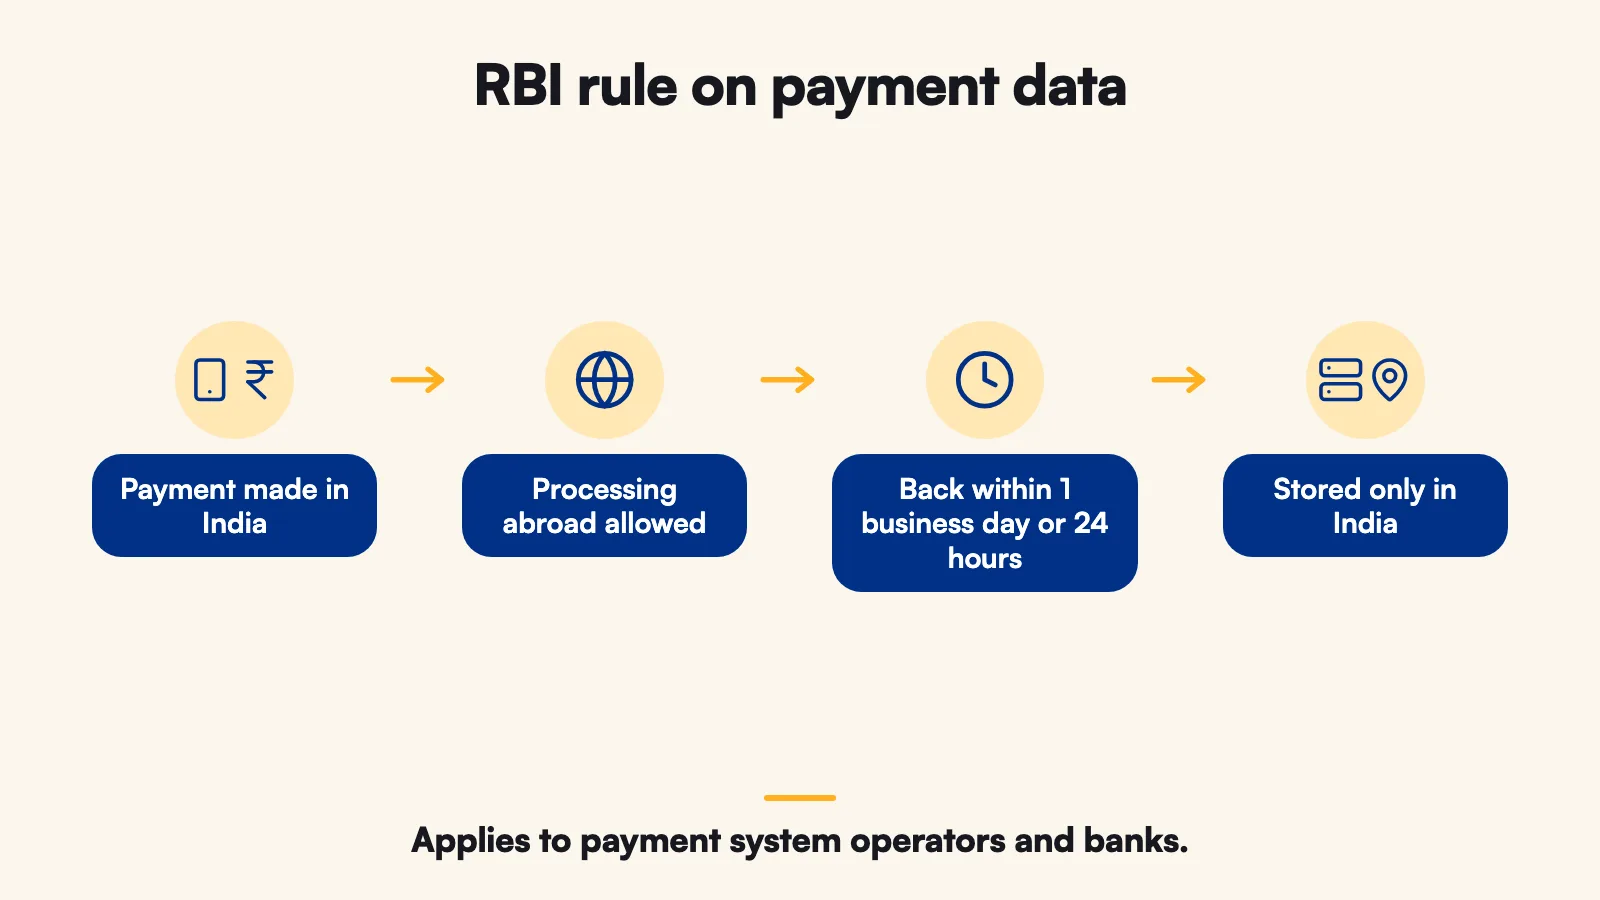 RBI rule on payment data
₹
Payment made in
India
Processing
abroad allowed
Back within 1
business day or 24
hours
Stored only in
India
Applies to payment system operators and banks.